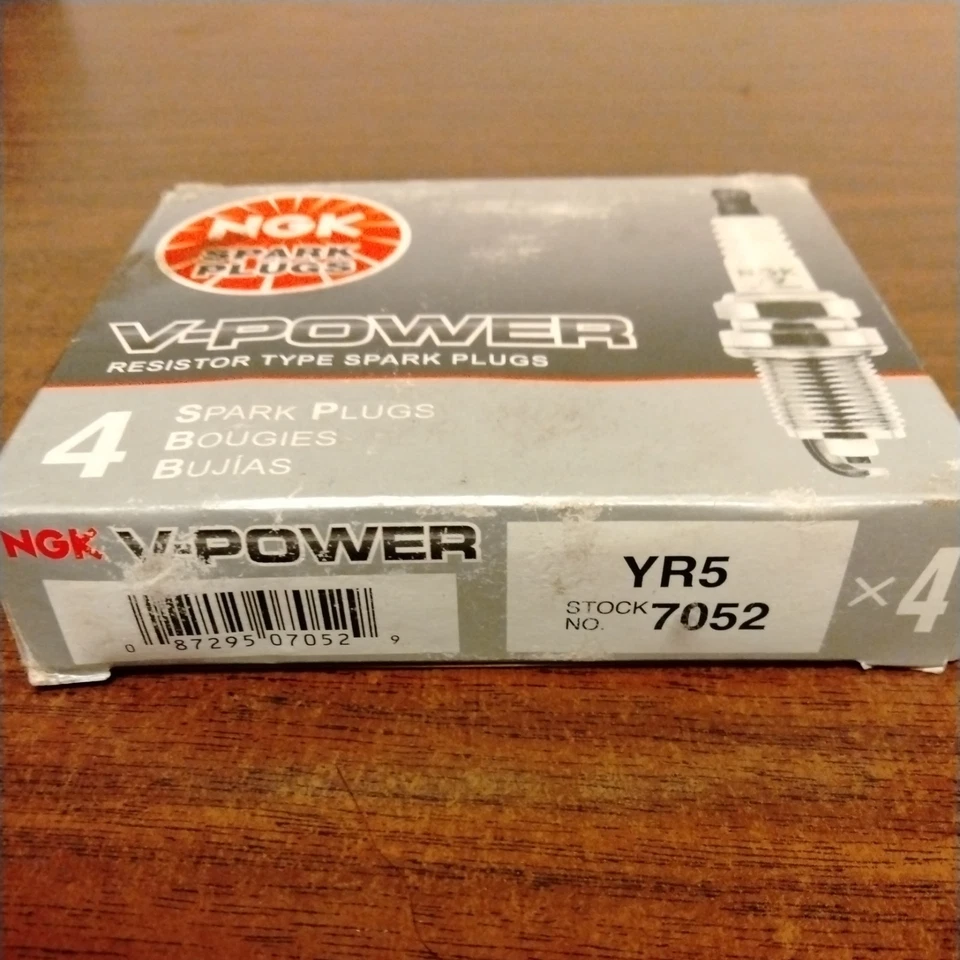 NGK
SPARK
PLUGS
V-POWER
RESISTOR TYPE SPARK PLUGS
4
SPARK PLUGS
BOUGIES
BUJÍAS
NGK V-POWER
0 87295 07052 9
YR5
STOCK NO. 7052
×4